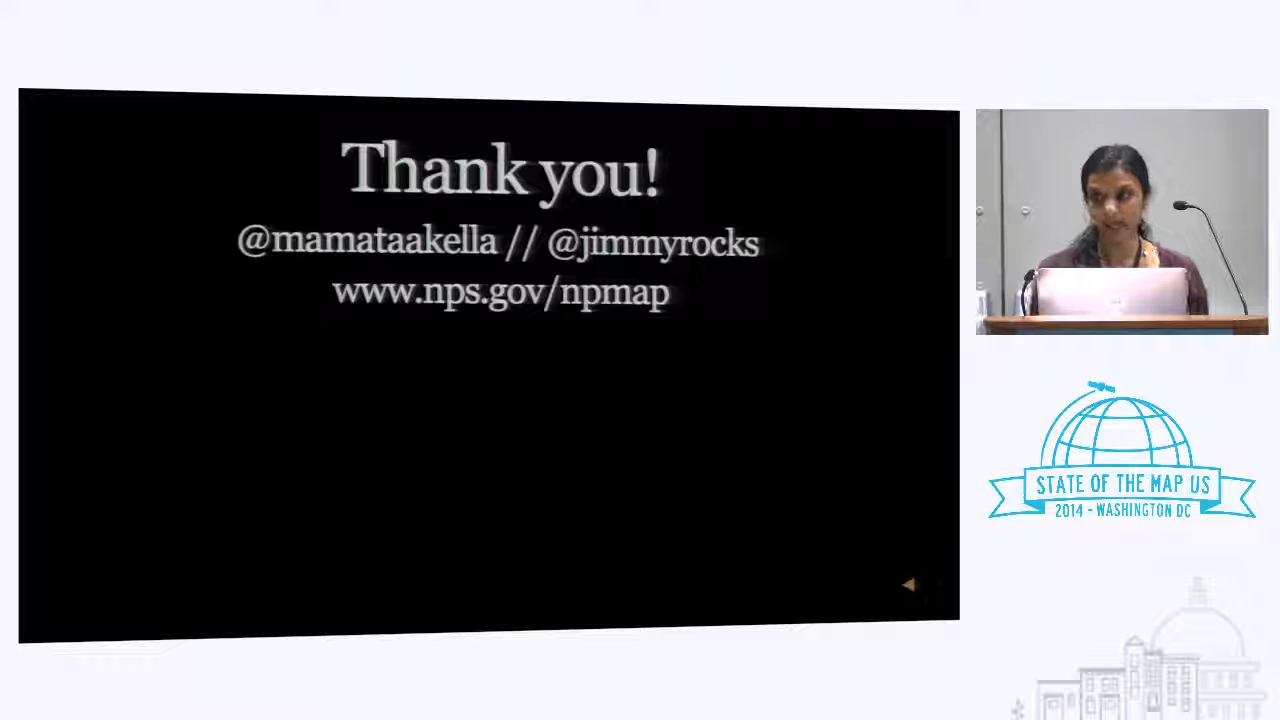 Thank you!
@mamataakella // @jimmyrocks
www.nps.gov/npmap
STATE OF THE MAP US
2014 - WASHINGTON DC